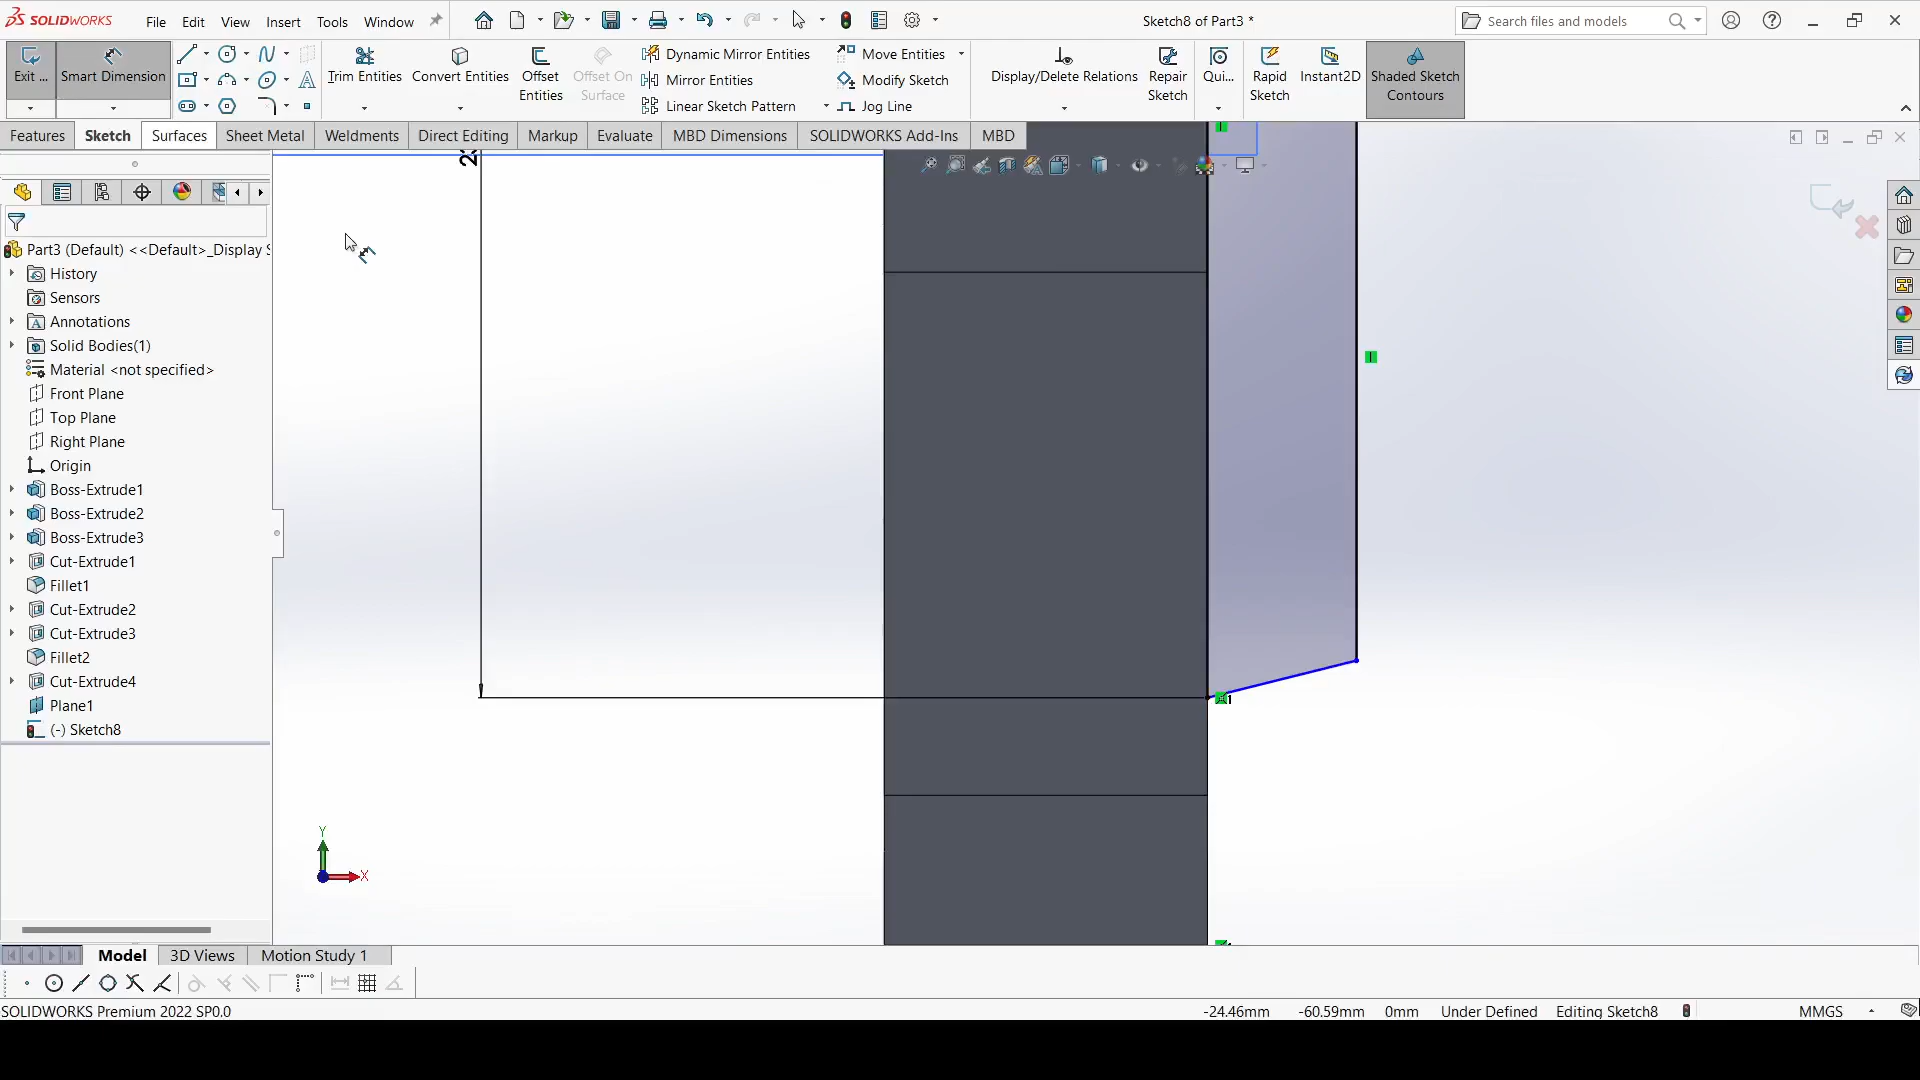 SOLIDWORKS File Edit View Insert Tools Window Sketch8 of Part3 * Search files and models
Exit ... Smart Dimension Trim Entities Convert Entities Offset Entities Offset On Surface Dynamic Mirror Entities Mirror Entities Linear Sketch Pattern Move Entities Modify Sketch Jog Line Display/Delete Relations Repair Sketch Qui... Rapid Sketch Instant2D Shaded Sketch Contours
Features Sketch Surfaces Sheet Metal Weldments Direct Editing Markup Evaluate MBD Dimensions SOLIDWORKS Add-Ins MBD
Part3 (Default) <<Default>_Display S
History
Sensors
Annotations
Solid Bodies(1)
Material <not specified>
Front Plane
Top Plane
Right Plane
Origin
Boss-Extrude1
Boss-Extrude2
Boss-Extrude3
Cut-Extrude1
Fillet1
Cut-Extrude2
Cut-Extrude3
Fillet2
Cut-Extrude4
Plane1
(-) Sketch8
Y
X
Model 3D Views Motion Study 1
SOLIDWORKS Premium 2022 SP0.0 -24.46mm -60.59mm 0mm Under Defined Editing Sketch8 MMGS